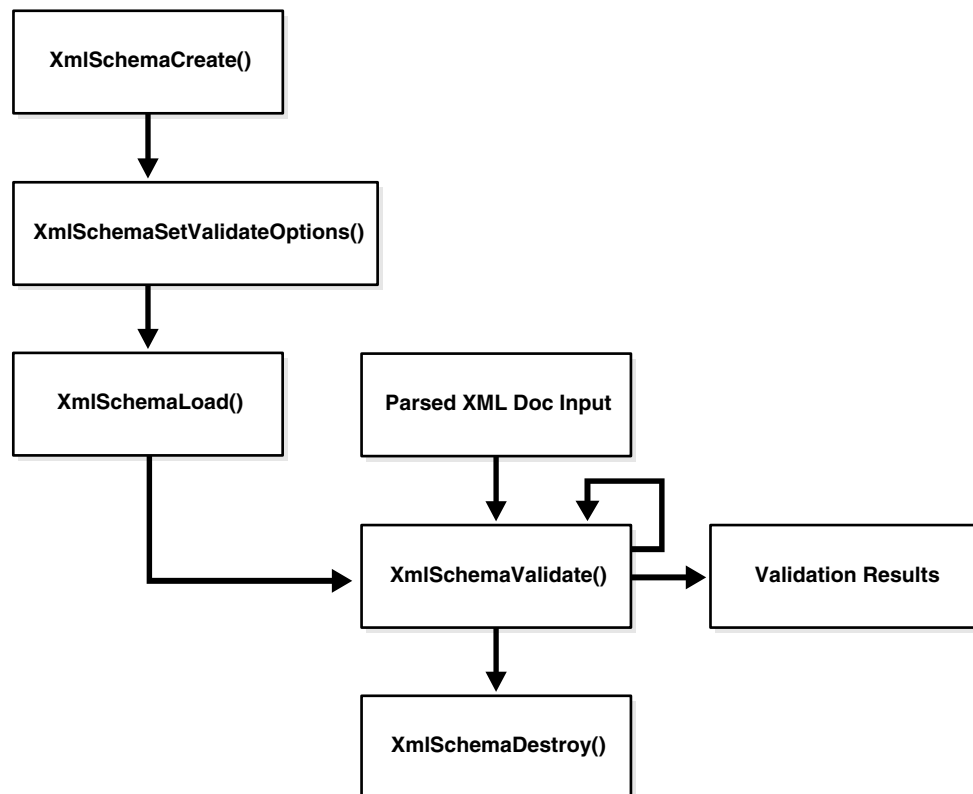 XmlSchemaCreate()
XmlSchemaSetValidateOptions()
XmlSchemaLoad()
Parsed XML Doc Input
XmlSchemaValidate()
Validation Results
XmlSchemaDestroy()